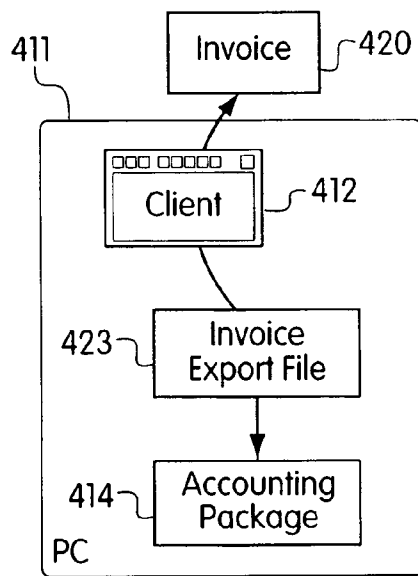 Invoice
420
411
Client
412
423
Invoice
Export File
414
Accounting
Package
PC